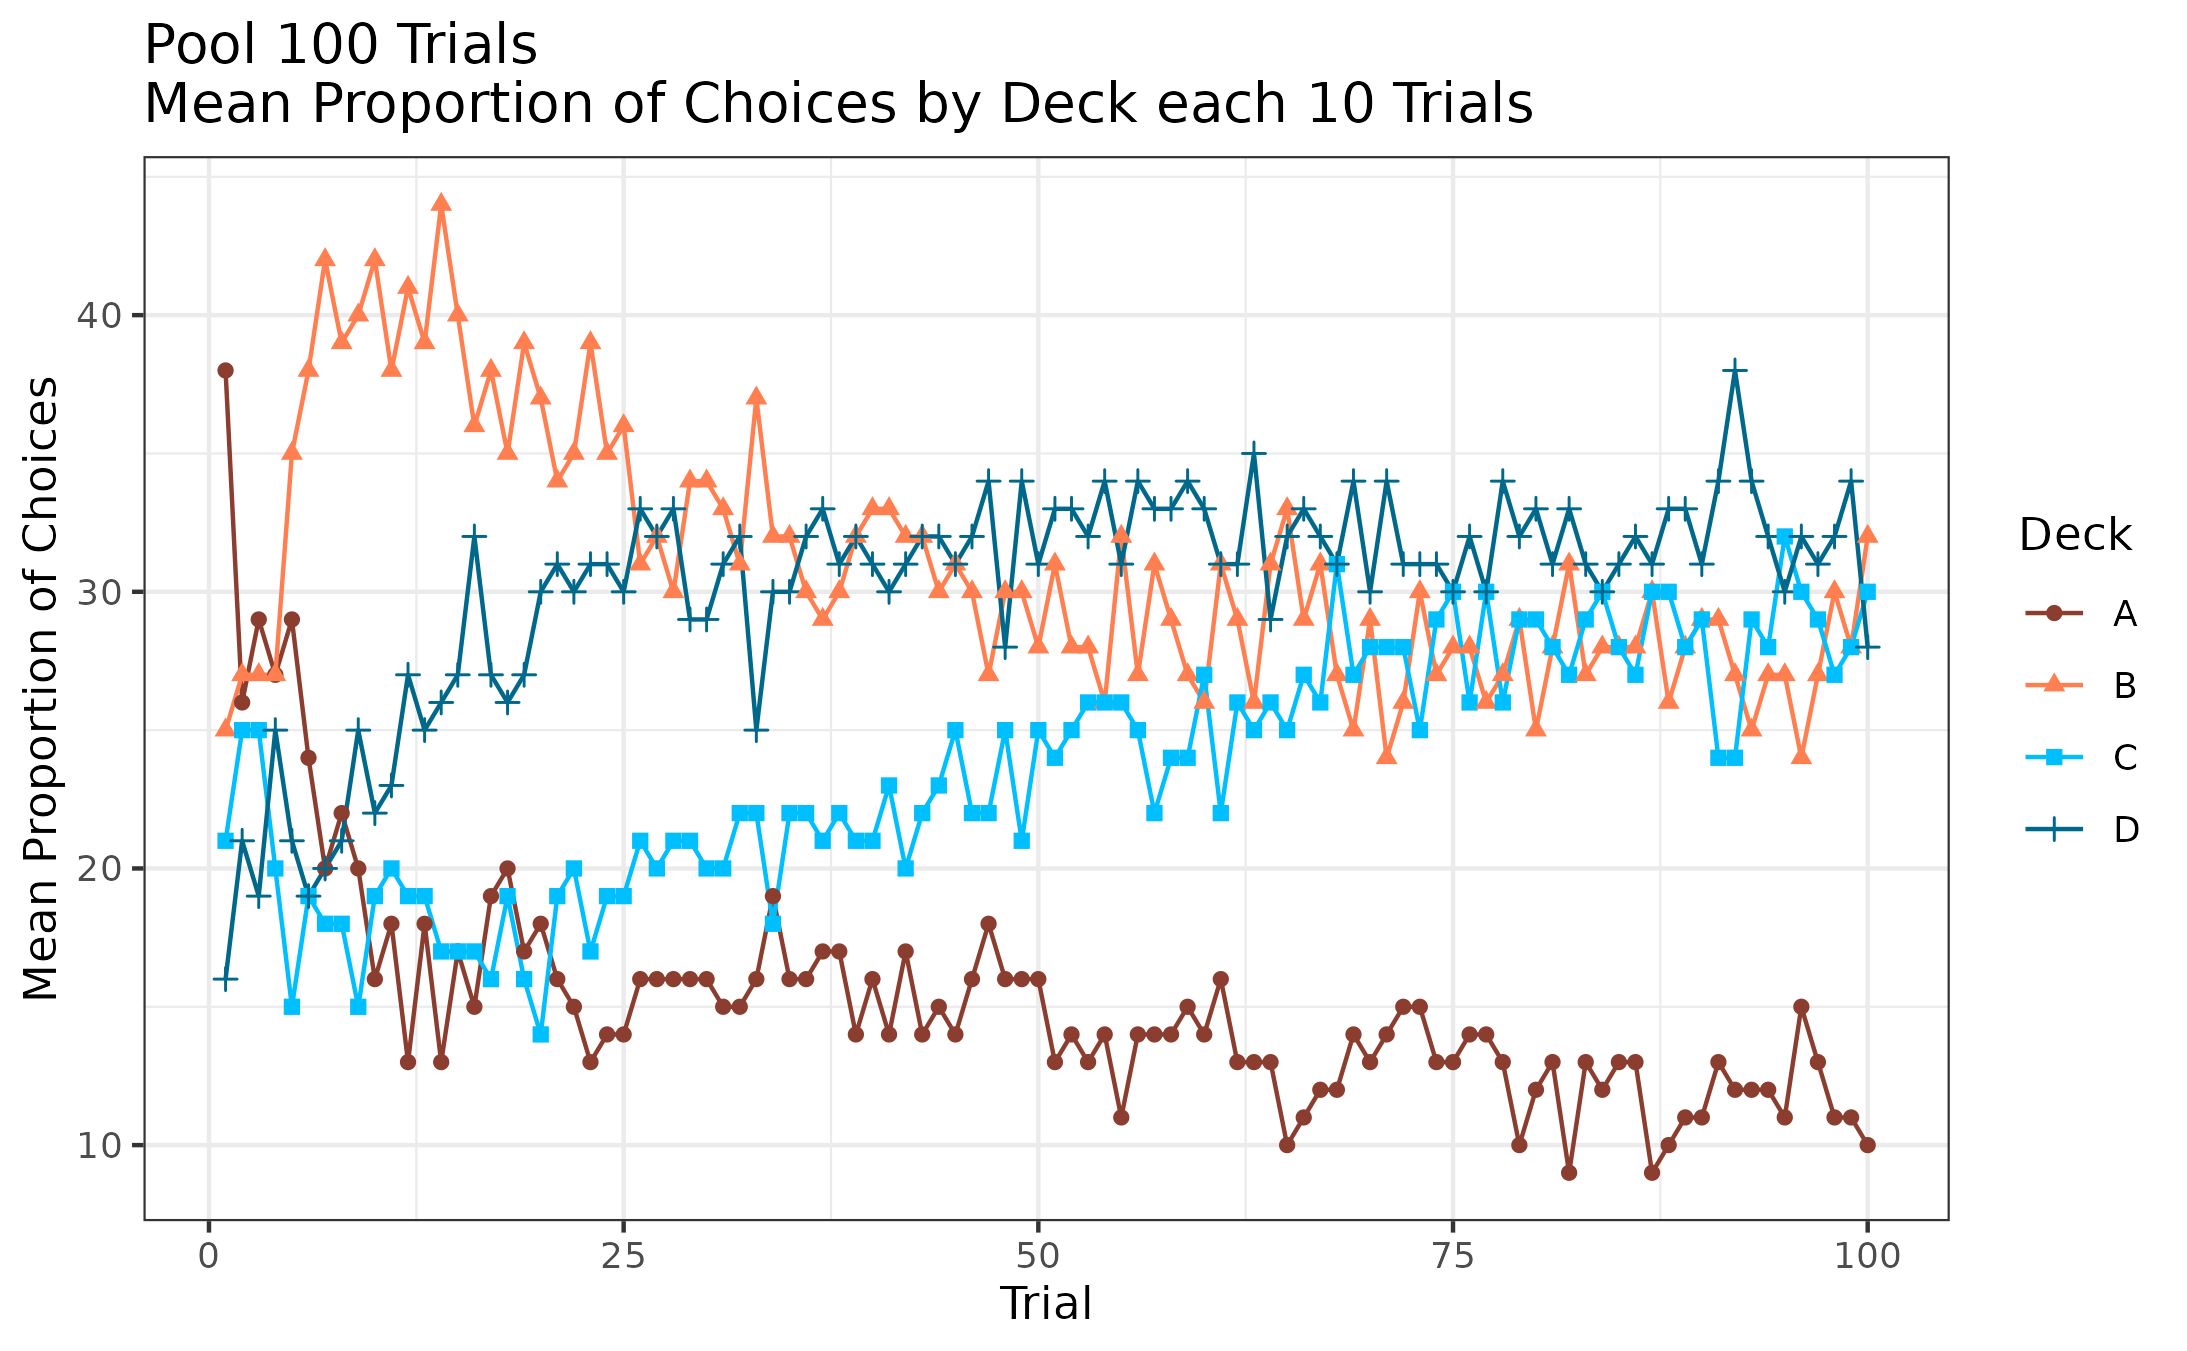 Pool 100 Trials
Mean Proportion of Choices by Deck each 10 Trials
Mean Proportion of Choices
40
30
20
10
0
25
50
75
100
Trial
Deck
A
B
C
D